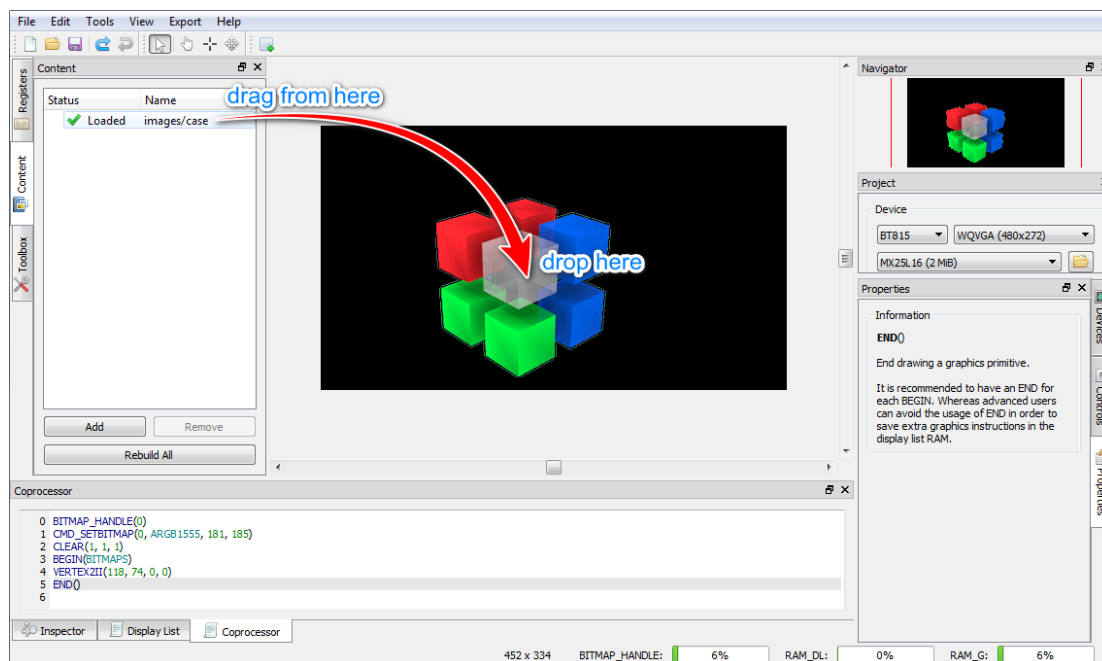 File Edit Tools View Export Help
Registers
Content
Toolbox
Content
Status Name
Loaded images/case
drag from here
drop here
Add Remove
Rebuild All
Navigator
Project
Device
BT815 WQVGA (480x272)
MX25L16 (2 MiB)
Properties
Information
END()
End drawing a graphics primitive.
It is recommended to have an END for
each BEGIN. Whereas advanced users
can avoid the usage of END in order to
save extra graphics instructions in the
display list RAM.
Devices
Controls
Properties
Coprocessor
0 BITMAP_HANDLE(0)
1 CMD_SETBITMAP(0, ARGB1555, 181, 185)
2 CLEAR(1, 1, 1)
3 BEGIN(BITMAPS)
4 VERTEX2II(118, 74, 0, 0)
5 END()
6
Inspector Display List Coprocessor
452 x 334 BITMAP_HANDLE: 6% RAM_DL: 0% RAM_G: 6%